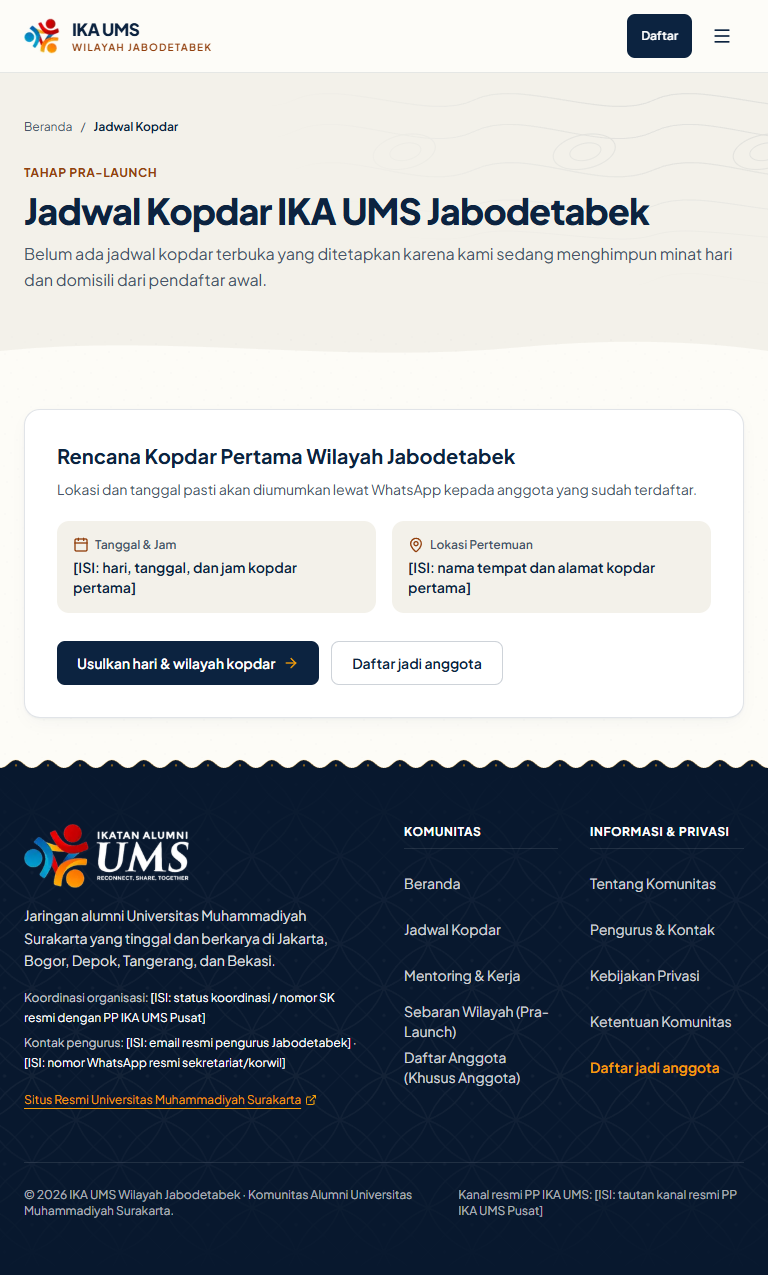 IKA UMS
WILAYAH JABODETABEK
Daftar
Beranda / Jadwal Kopdar
TAHAP PRA-LAUNCH
Jadwal Kopdar IKA UMS Jabodetabek
Belum ada jadwal kopdar terbuka yang ditetapkan karena kami sedang menghimpun minat hari
dan domisili dari pendaftar awal.
Rencana Kopdar Pertama Wilayah Jabodetabek
Lokasi dan tanggal pasti akan diumumkan lewat WhatsApp kepada anggota yang sudah terdaftar.
Tanggal & Jam
[ISI: hari, tanggal, dan jam kopdar
pertama]
Lokasi Pertemuan
[ISI: nama tempat dan alamat kopdar
pertama]
Usulkan hari & wilayah kopdar
Daftar jadi anggota
IKATAN ALUMNI
UMS
RECONNECT, SHARE, TOGETHER
Jaringan alumni Universitas Muhammadiyah
Surakarta yang tinggal dan berkarya di Jakarta,
Bogor, Depok, Tangerang, dan Bekasi.
Koordinasi organisasi: [ISI: status koordinasi / nomor SK
resmi dengan PP IKA UMS Pusat]
Kontak pengurus: [ISI: email resmi pengurus Jabodetabek] ·
[ISI: nomor WhatsApp resmi sekretariat/korwil]
Situs Resmi Universitas Muhammadiyah Surakarta
KOMUNITAS
Beranda
Jadwal Kopdar
Mentoring & Kerja
Sebaran Wilayah (Pra-
Launch)
Daftar Anggota
(Khusus Anggota)
INFORMASI & PRIVASI
Tentang Komunitas
Pengurus & Kontak
Kebijakan Privasi
Ketentuan Komunitas
Daftar jadi anggota
© 2026 IKA UMS Wilayah Jabodetabek · Komunitas Alumni Universitas
Muhammadiyah Surakarta.
Kanal resmi PP IKA UMS: [ISI: tautan kanal resmi PP
IKA UMS Pusat]